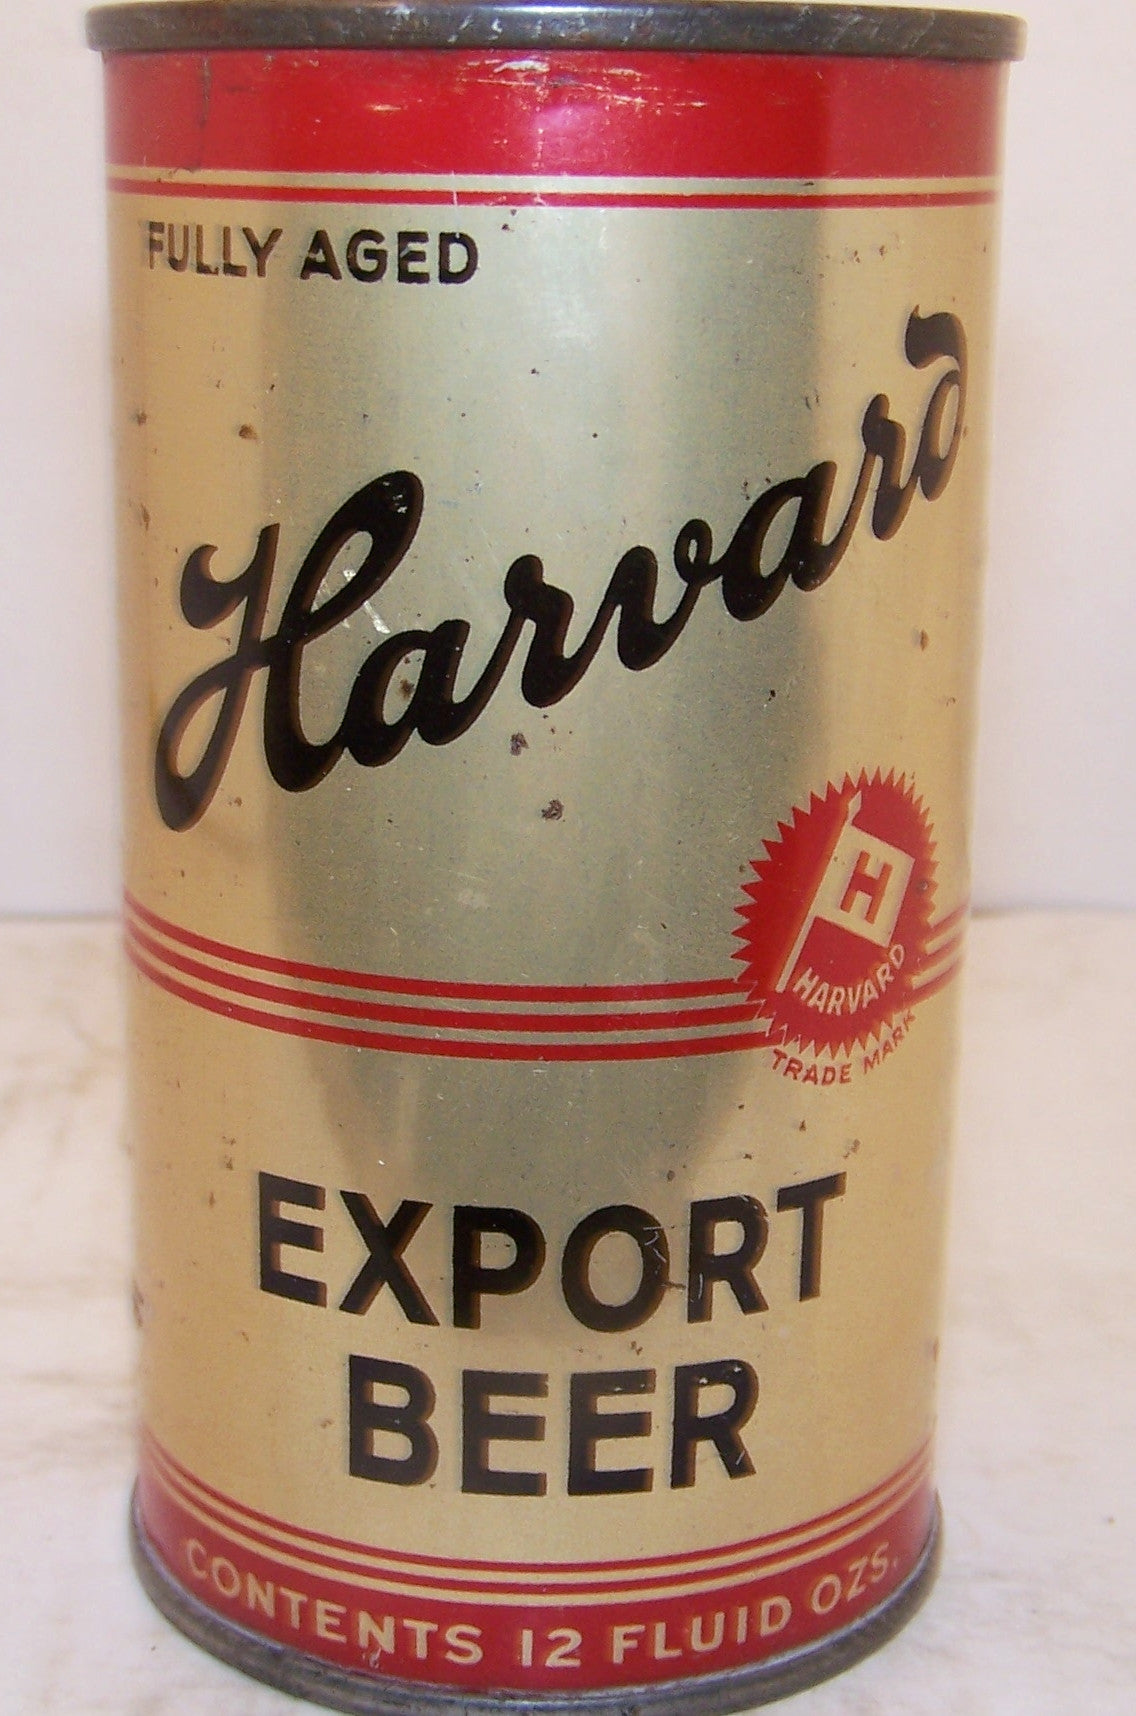 FULLY AGED
Harvard
H
HARVARD
TRADE MARK
EXPORT
BEER
CONTENTS 12 FLUID OZS.